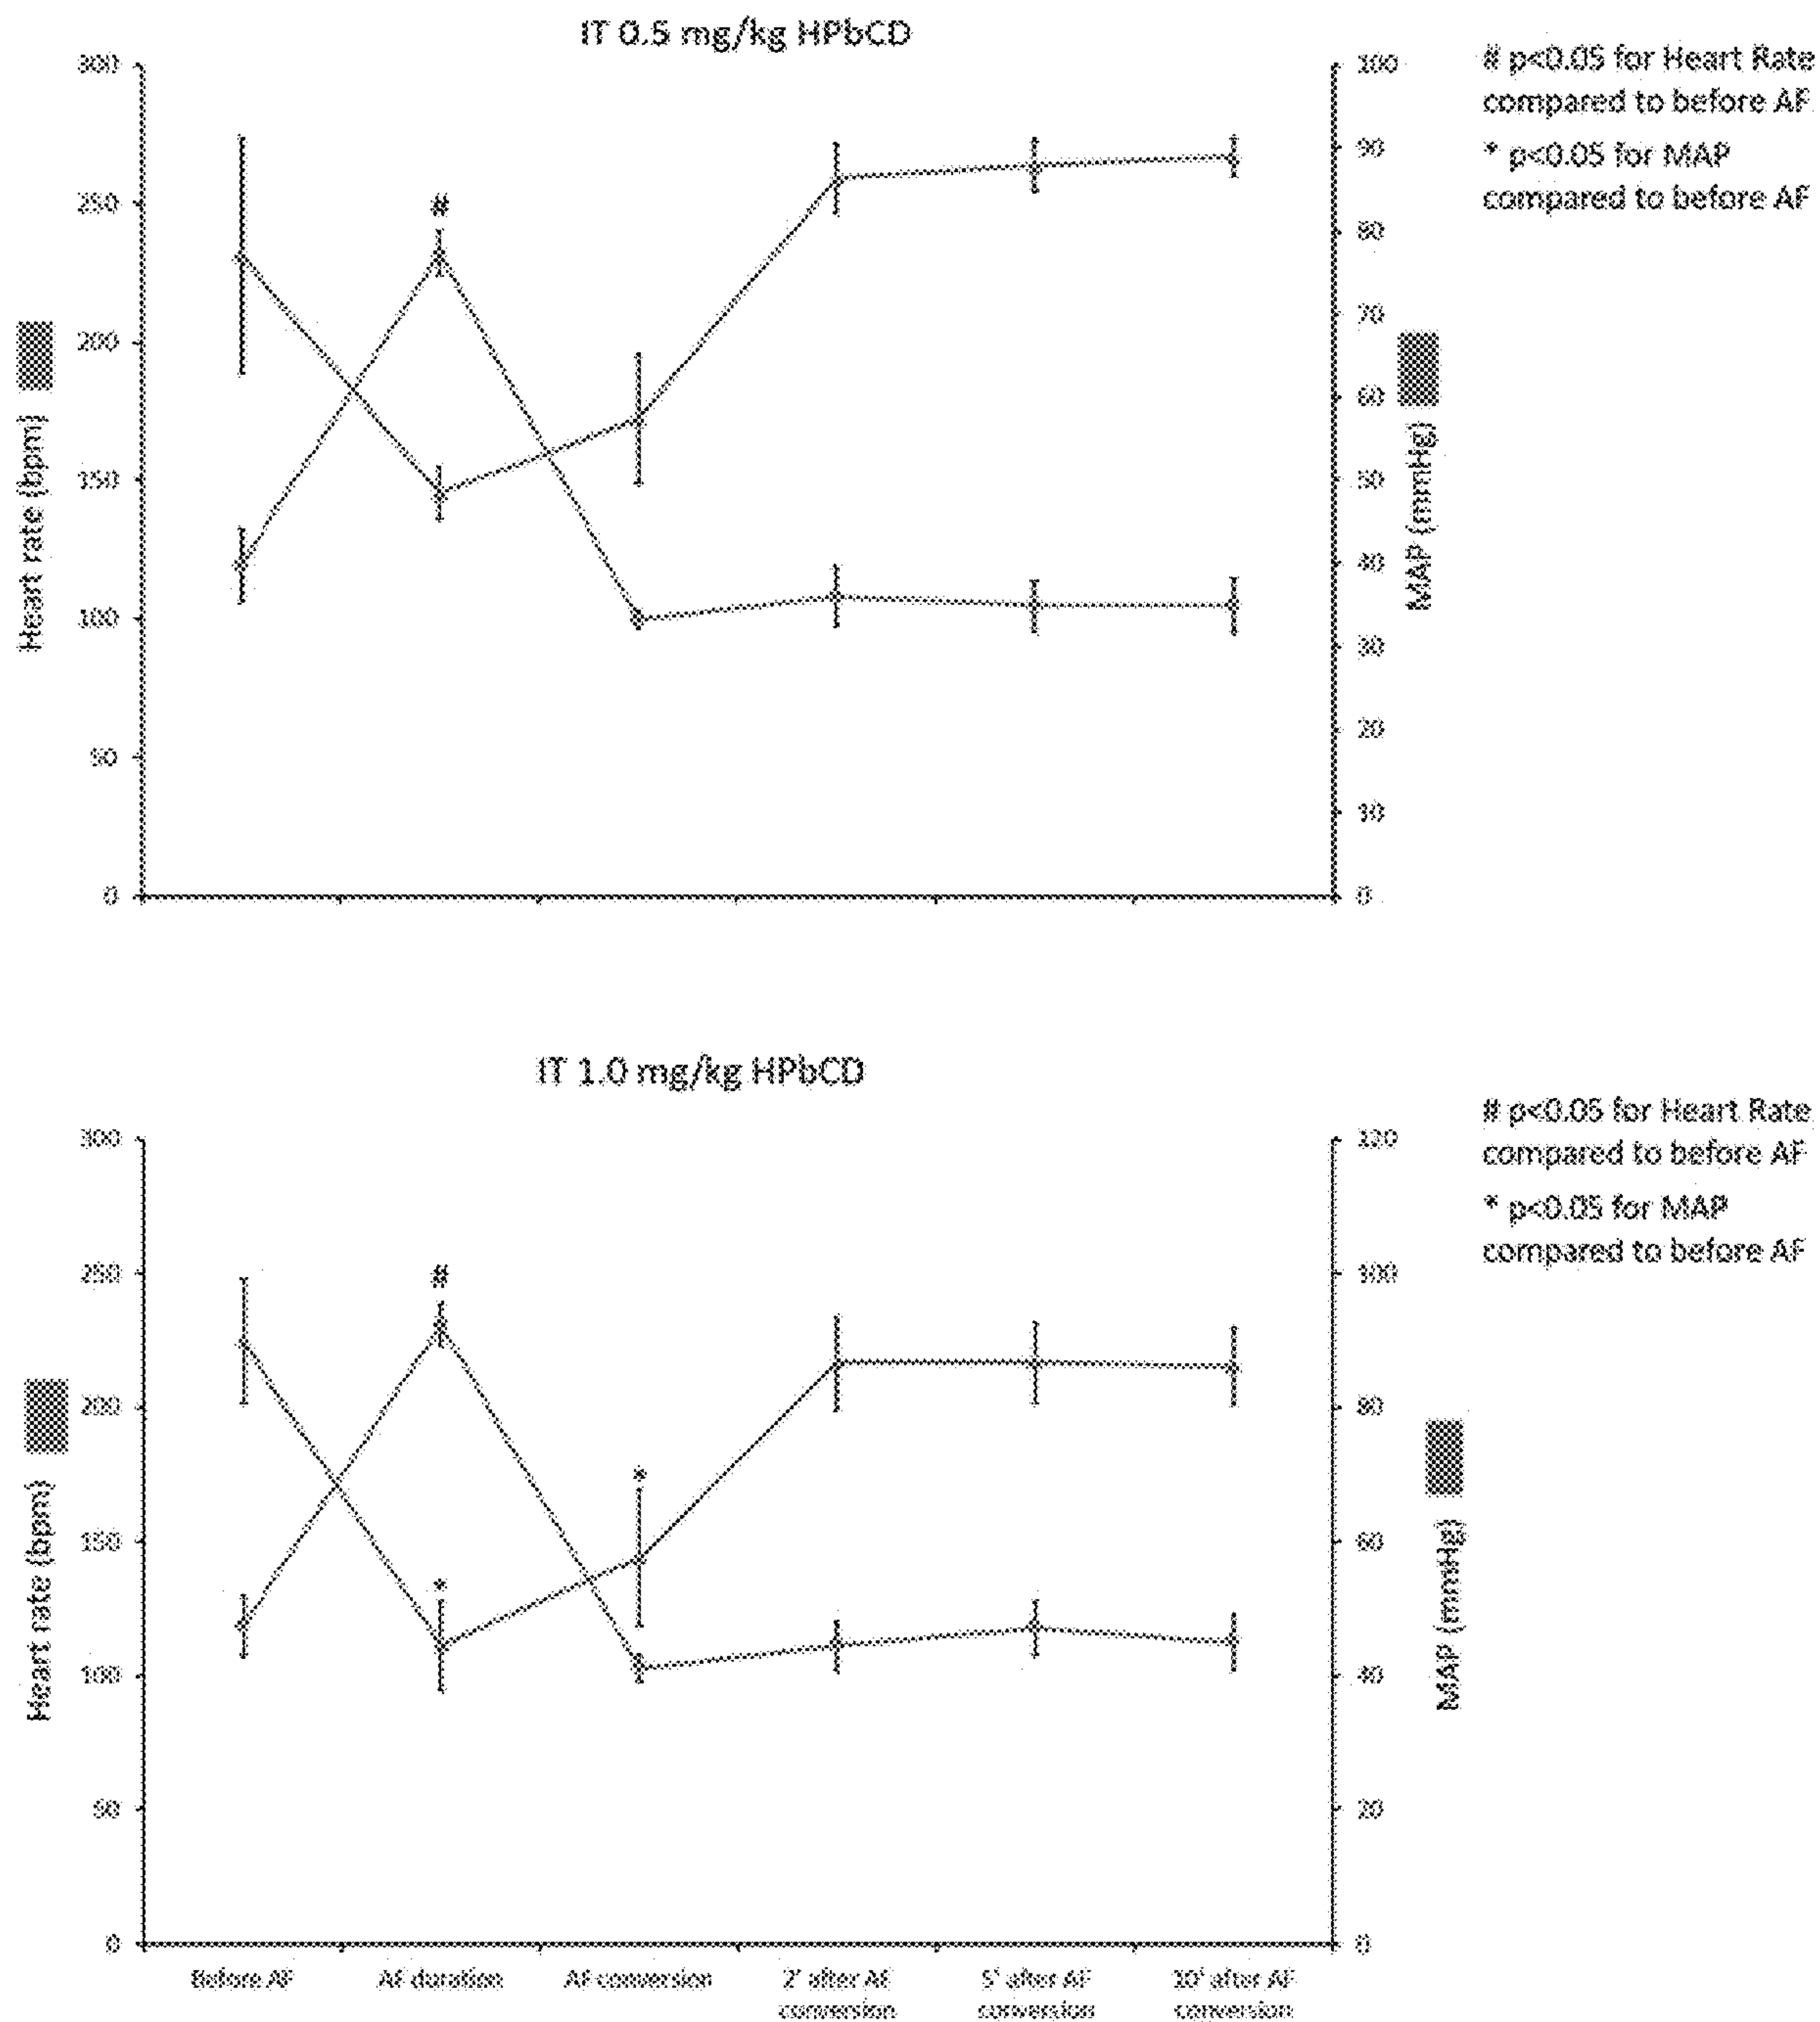 IT 0.5 mg/kg HPbCD
# p<0.05 for Heart Rate
compared to before AF
* p<0.05 for MAP
compared to before AF
300
250
200
150
100
50
0
Heart rate (bpm)
#
100
90
80
70
60
50
40
30
20
10
0
MAP (mmHg)
IT 1.0 mg/kg HPbCD
# p<0.05 for Heart Rate
compared to before AF
* p<0.05 for MAP
compared to before AF
300
250
200
150
100
50
0
Heart rate (bpm)
#
*
*
120
100
80
60
40
20
0
MAP (mmHg)
Before AF
AF duration
AF conversion
2' after AF
conversion
5' after AF
conversion
10' after AF
conversion